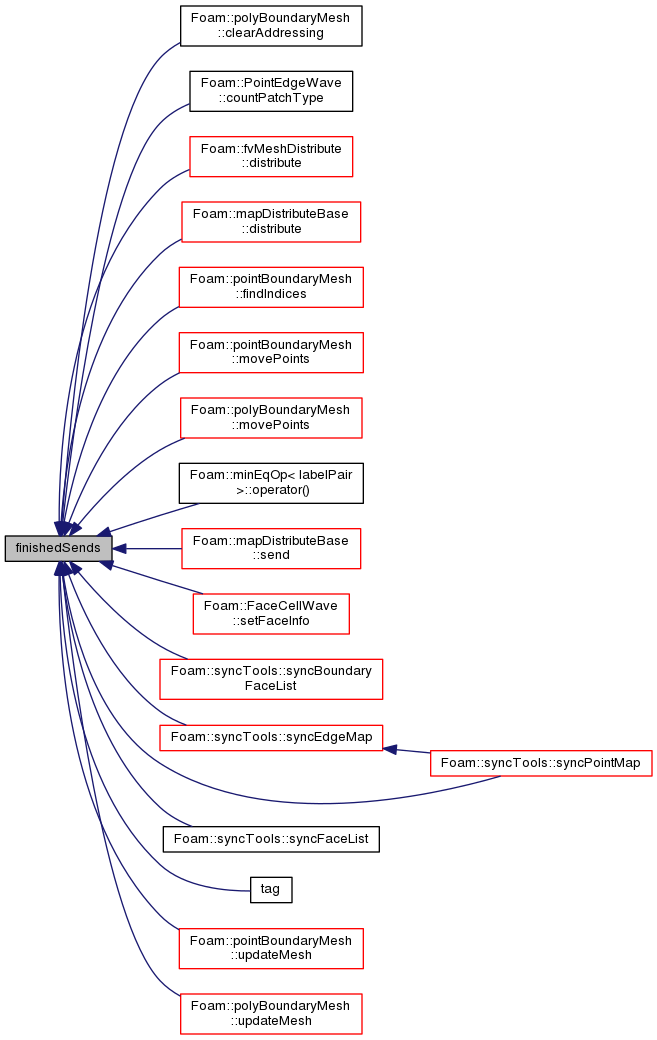 Foam::polyBoundaryMesh
::clearAddressing
Foam::PointEdgeWave
::countPatchType
Foam::fvMeshDistribute
::distribute
Foam::mapDistributeBase
::distribute
Foam::pointBoundaryMesh
::findIndices
Foam::pointBoundaryMesh
::movePoints
Foam::polyBoundaryMesh
::movePoints
Foam::minEqOp< labelPair
>::operator()
finishedSends
Foam::mapDistributeBase
::send
Foam::FaceCellWave
::setFaceInfo
Foam::syncTools::syncBoundary
FaceList
Foam::syncTools::syncEdgeMap
Foam::syncTools::syncPointMap
Foam::syncTools::syncFaceList
tag
Foam::pointBoundaryMesh
::updateMesh
Foam::polyBoundaryMesh
::updateMesh